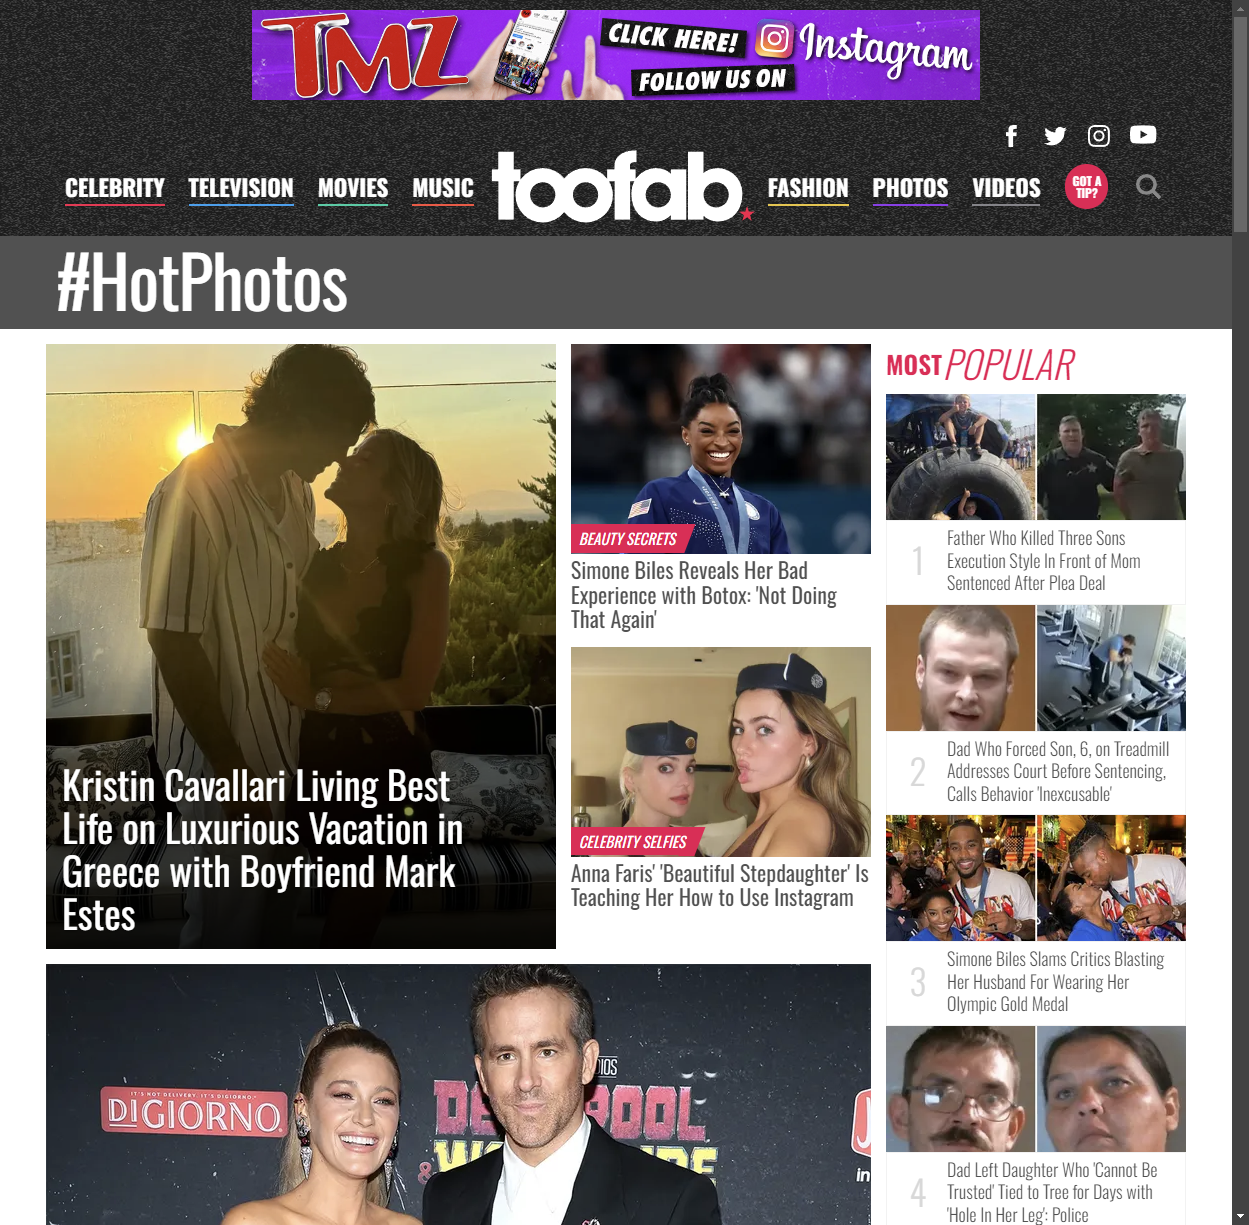 TMZ
CLICK HERE!
FOLLOW US ON
Instagram
CELEBRITY
TELEVISION
MOVIES
MUSIC
toofab
FASHION
PHOTOS
VIDEOS
GOT A
TIP?
#HotPhotos
Kristin Cavallari Living Best
Life on Luxurious Vacation in
Greece with Boyfriend Mark
Estes
BEAUTY SECRETS
Simone Biles Reveals Her Bad
Experience with Botox: 'Not Doing
That Again'
CELEBRITY SELFIES
Anna Faris' 'Beautiful Stepdaughter' Is
Teaching Her How to Use Instagram
IT'S NOT DELIVERY. IT'S DIGIORNO.
DIGIORNO
MOST POPULAR
1
Father Who Killed Three Sons
Execution Style In Front of Mom
Sentenced After Plea Deal
2
Dad Who Forced Son, 6, on Treadmill
Addresses Court Before Sentencing,
Calls Behavior 'Inexcusable'
3
Simone Biles Slams Critics Blasting
Her Husband For Wearing Her
Olympic Gold Medal
4
Dad Left Daughter Who 'Cannot Be
Trusted' Tied to Tree for Days with
'Hole In Her Leg': Police